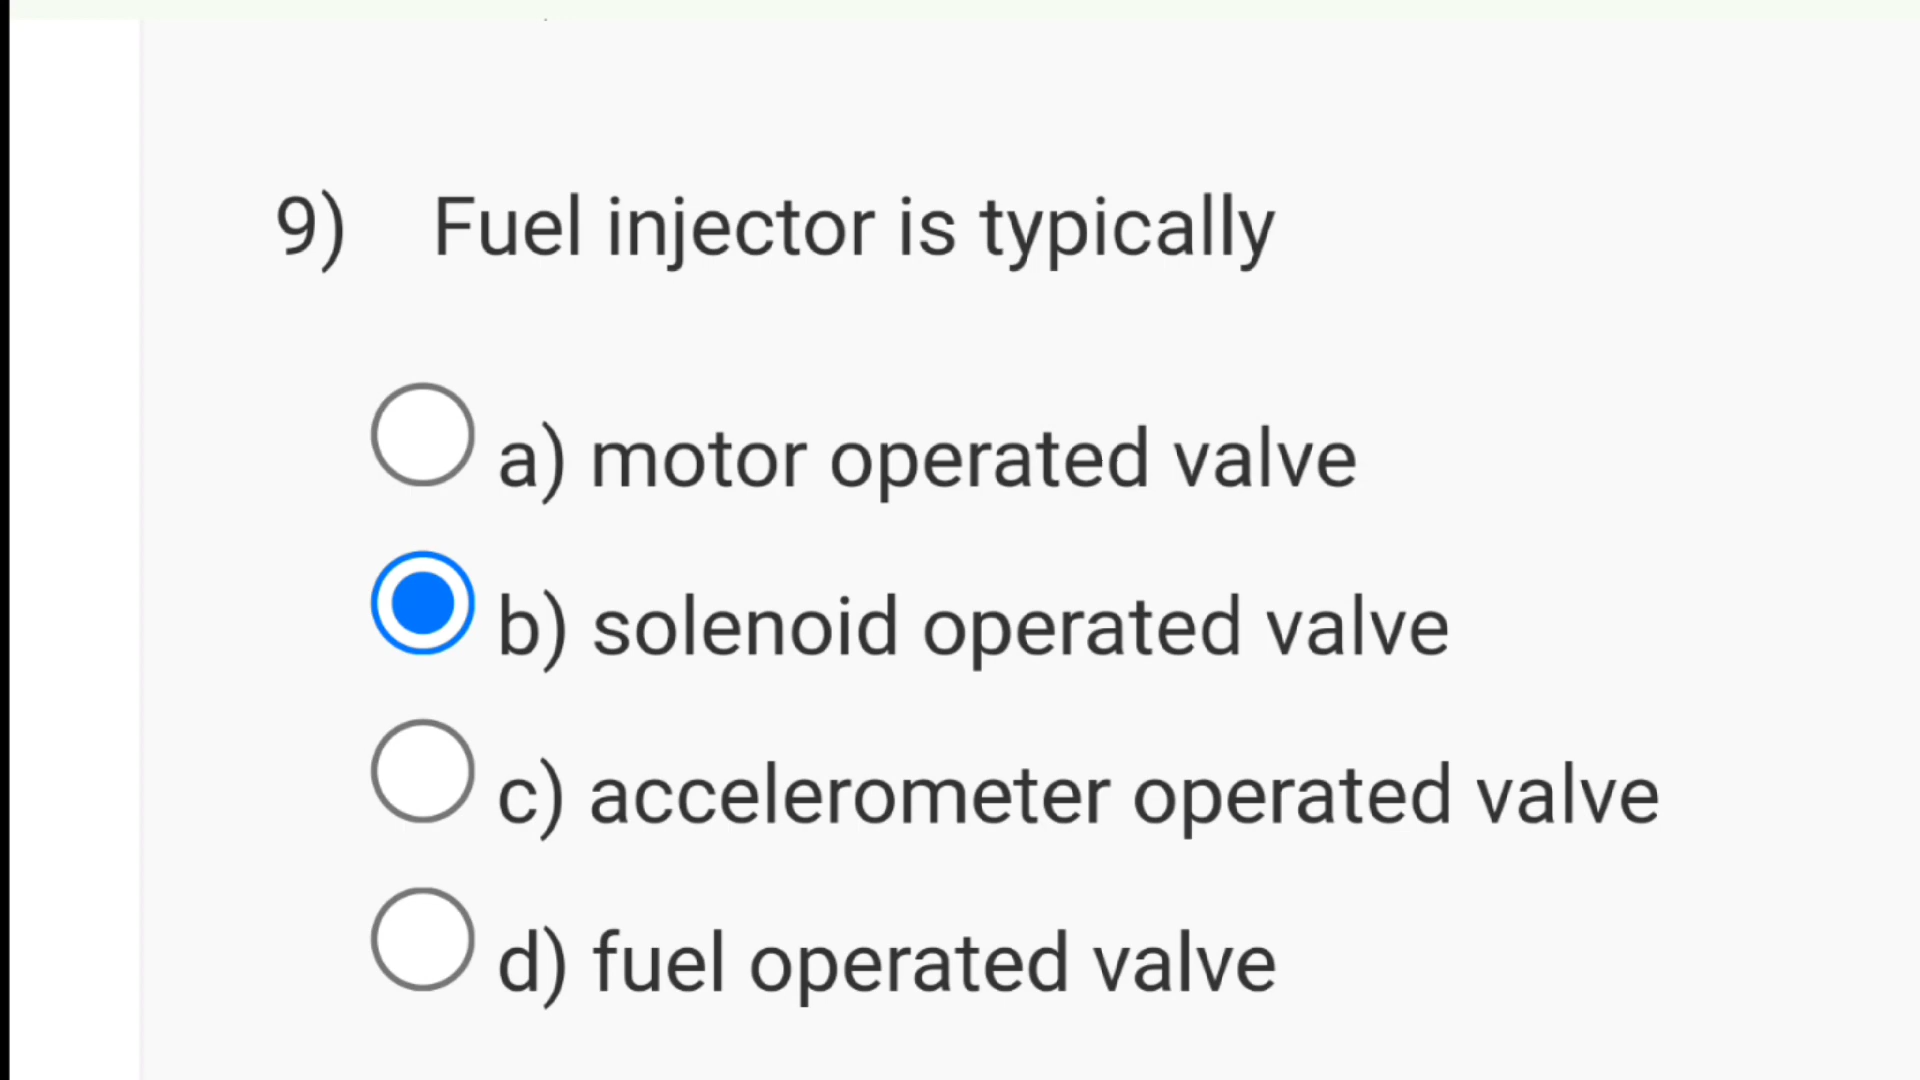 9) Fuel injector is typically
a) motor operated valve
b) solenoid operated valve
c) accelerometer operated valve
d) fuel operated valve